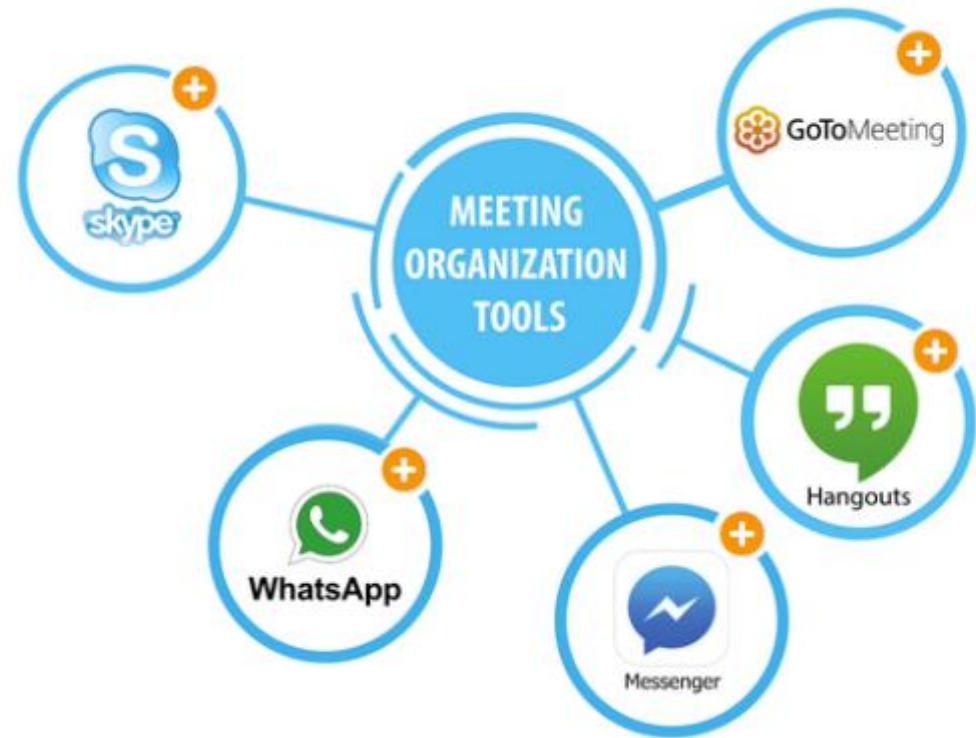 MEETING
ORGANIZATION
TOOLS
S
skype
GoToMeeting
Hangouts
Messenger
WhatsApp